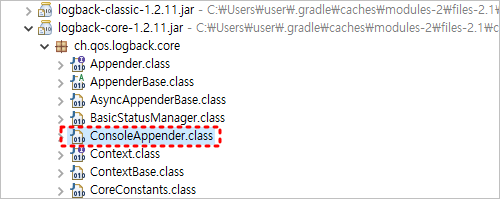 logback-classic-1.2.11.jar - C:\Users\user\.gradle\caches\modules-2\files-2.1\
logback-core-1.2.11.jar - C:\Users\user\.gradle\caches\modules-2\files-2.1\c
ch.qos.logback.core
Appender.class
AppenderBase.class
AsyncAppenderBase.class
BasicStatusManager.class
ConsoleAppender.class
Context.class
ContextBase.class
CoreConstants.class